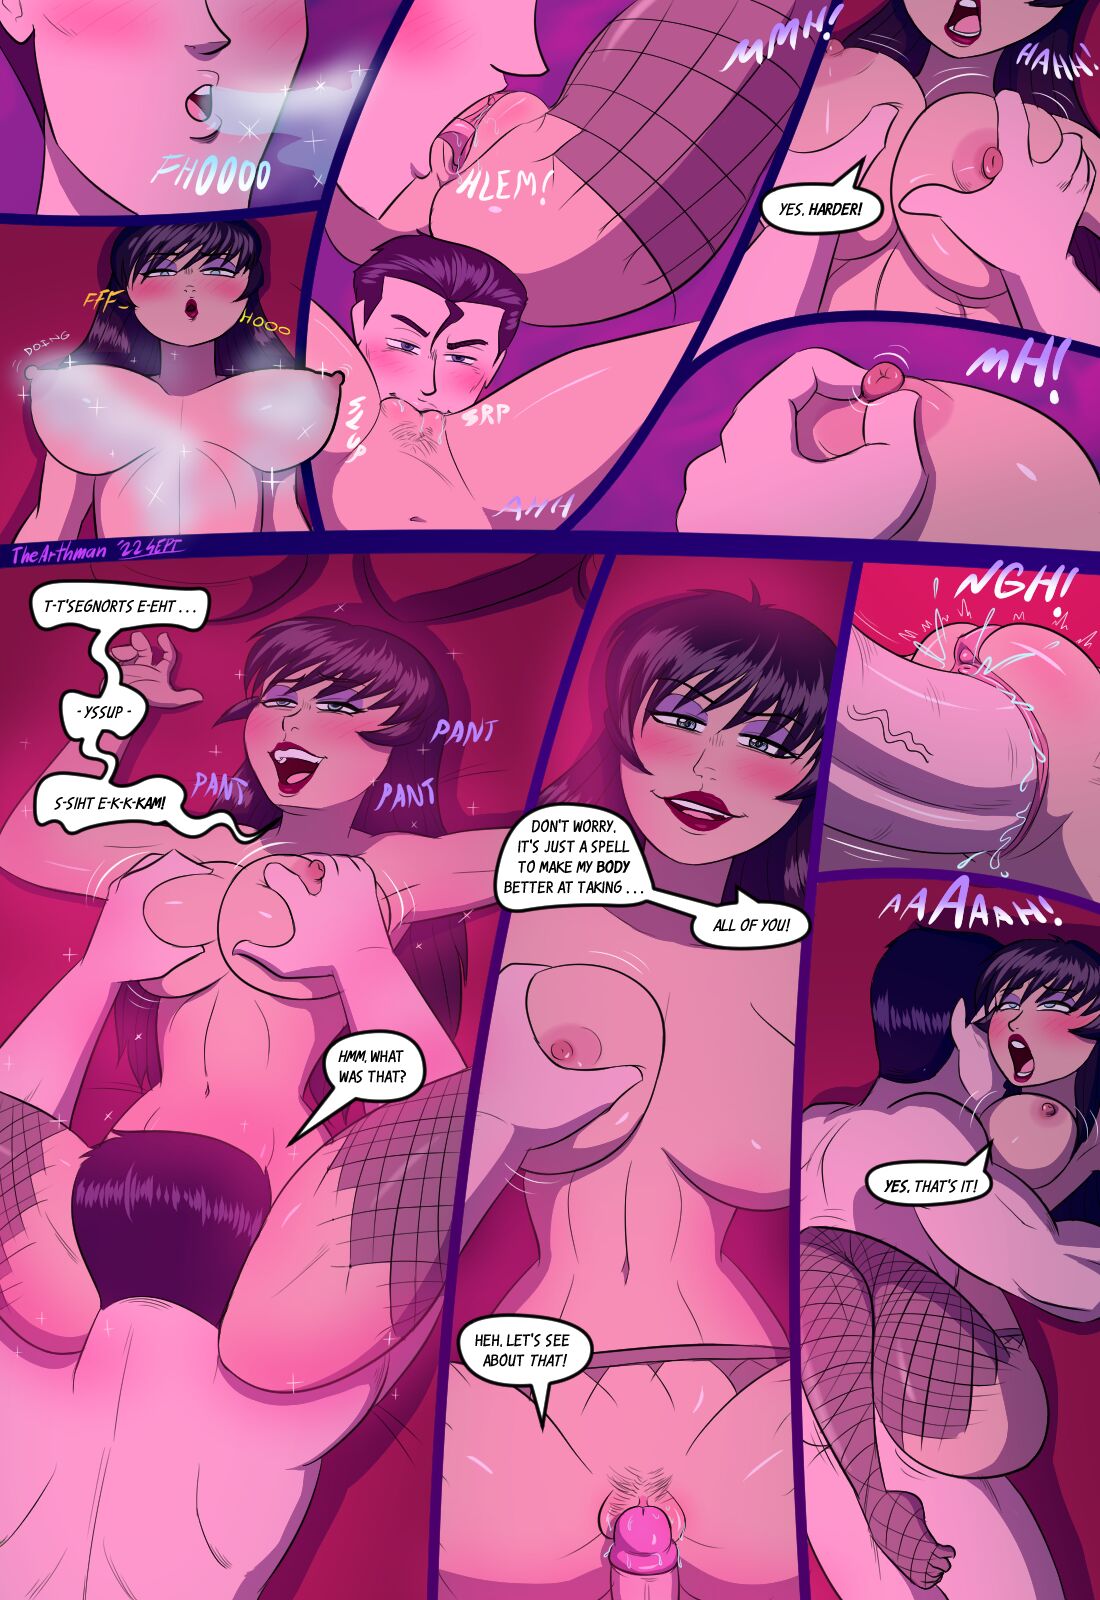 FHOOOO
MMH!
HLEM!
HAHH!
YES, HARDER!
FFF-
HOOO
DOING
SLUP
SRP
AHH
MH!
TheArthman '22 SEPT
T-T'SEGNORTS E-EHT ...
- YSSUP -
S-SIHT E-K-K-KAM!
PANT
PANT
PANT
HMM, WHAT
WAS THAT?
DON'T WORRY,
IT'S JUST A SPELL
TO MAKE MY BODY
BETTER AT TAKING ...
ALL OF YOU!
HEH, LET'S SEE
ABOUT THAT!
NGH!
AAAAAH!
YES, THAT'S IT!